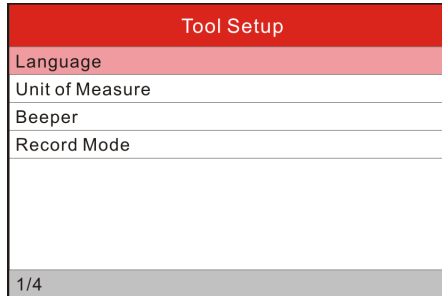 Tool Setup
Language
Unit of Measure
Beeper
Record Mode
1/4